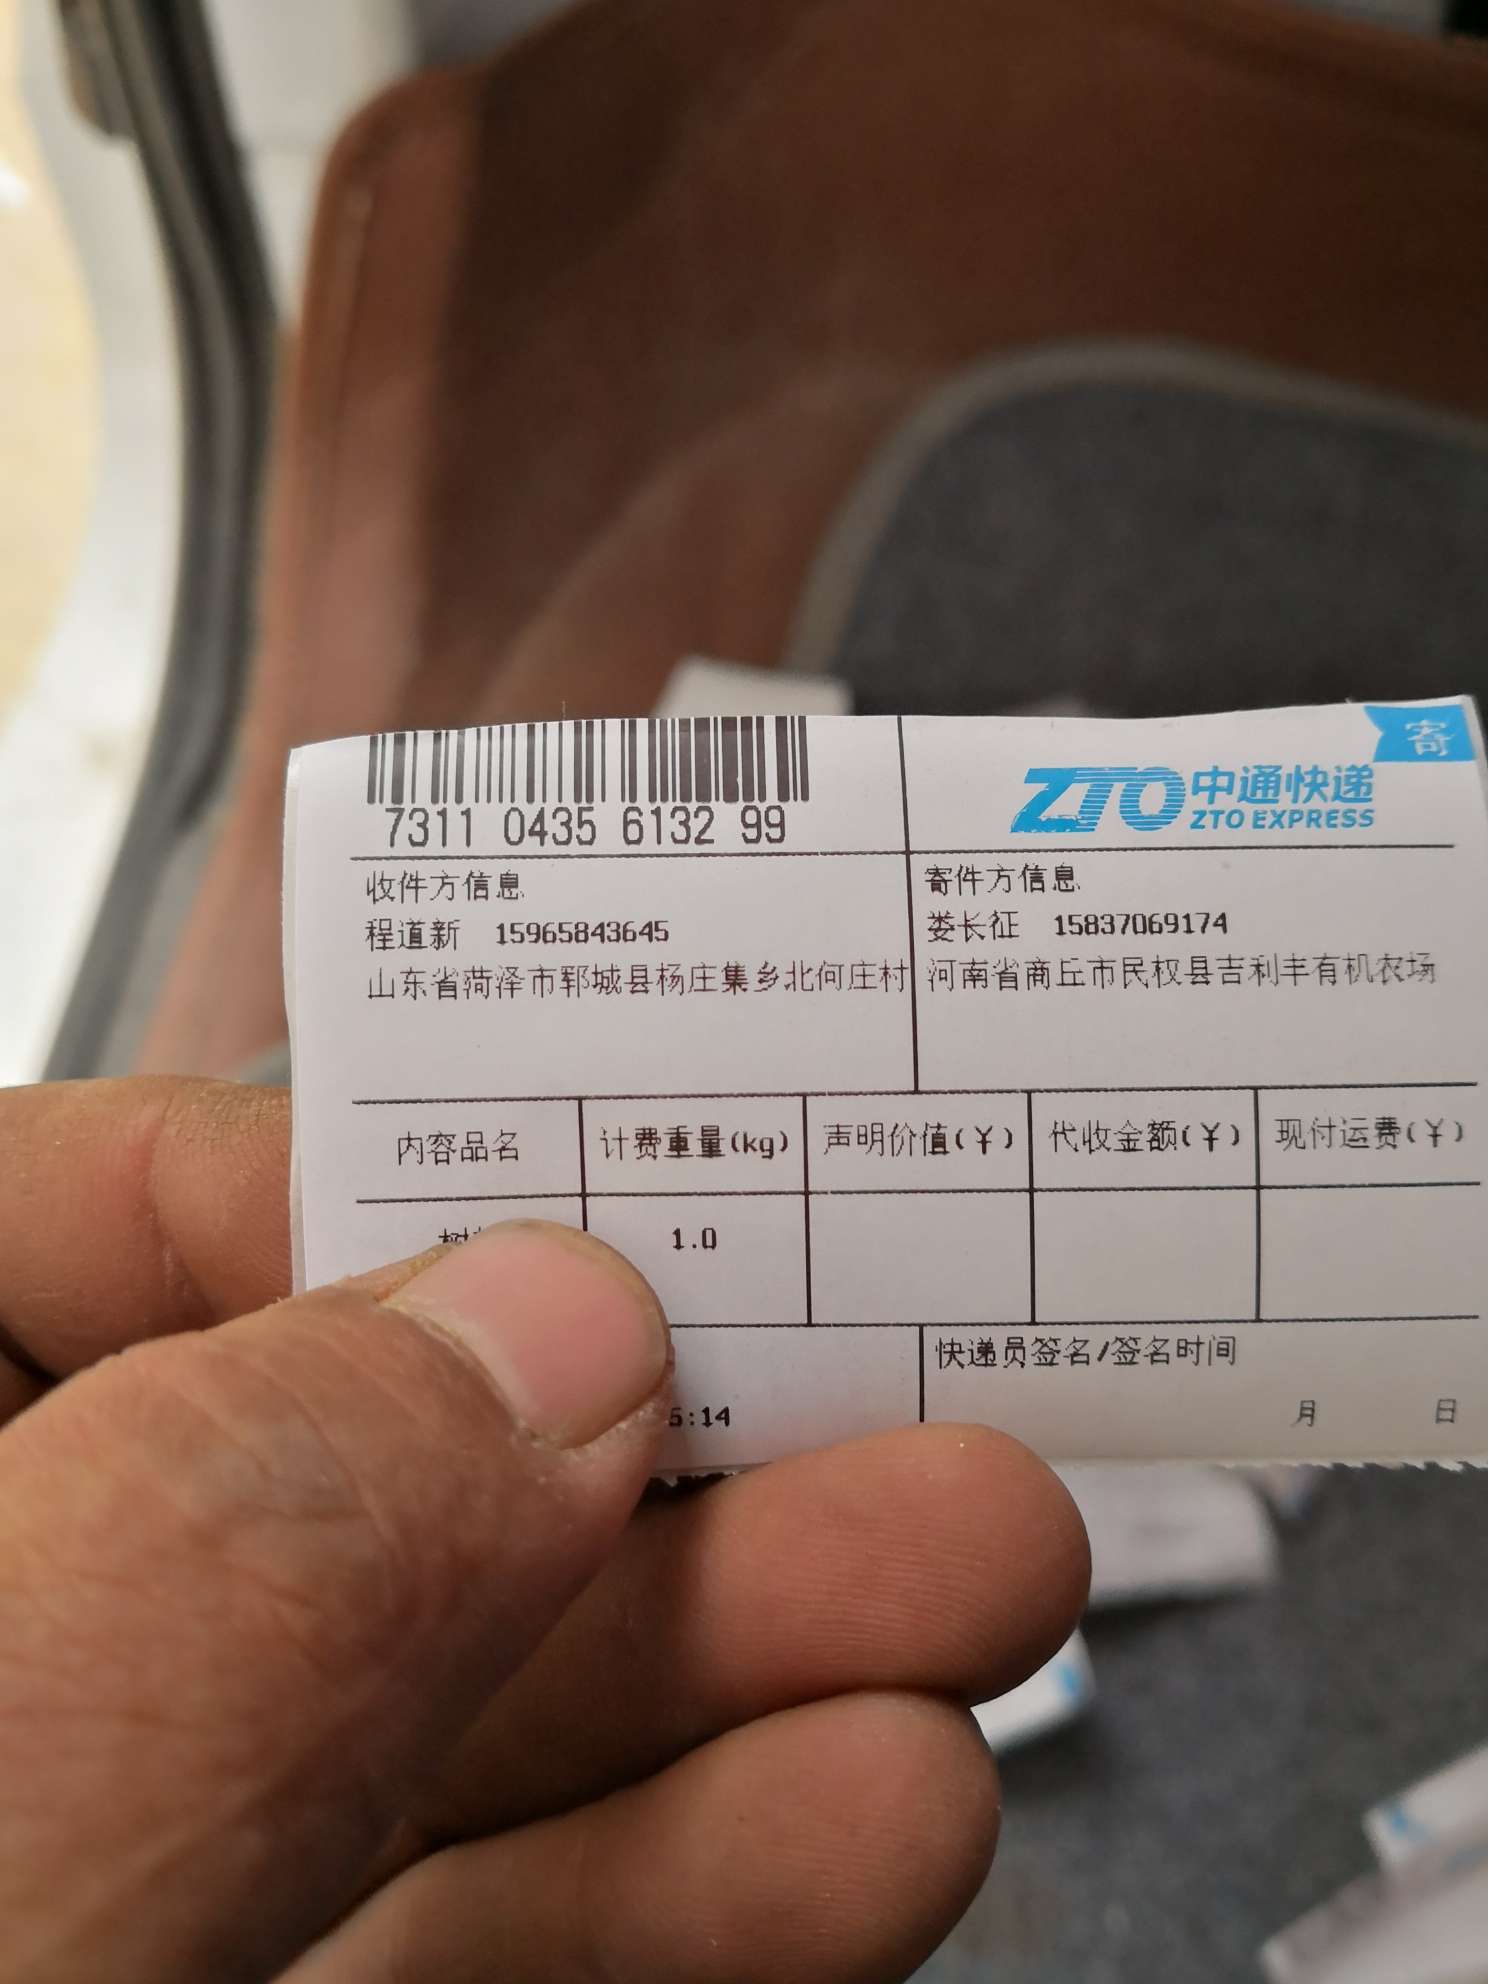 寄
7311 0435 6132 99
ZTO 中通快递
ZTO EXPRESS
收件方信息
程道新 15965843645
山东省菏泽市郓城县杨庄集乡北何庄村
寄件方信息
娄长征 15837069174
河南省商丘市民权县吉利丰有机农场
内容品名 计费重量(kg) 声明价值(¥) 代收金额(¥) 现付运费(¥)
树 1.0
快递员签名/签名时间
5:14
月 日